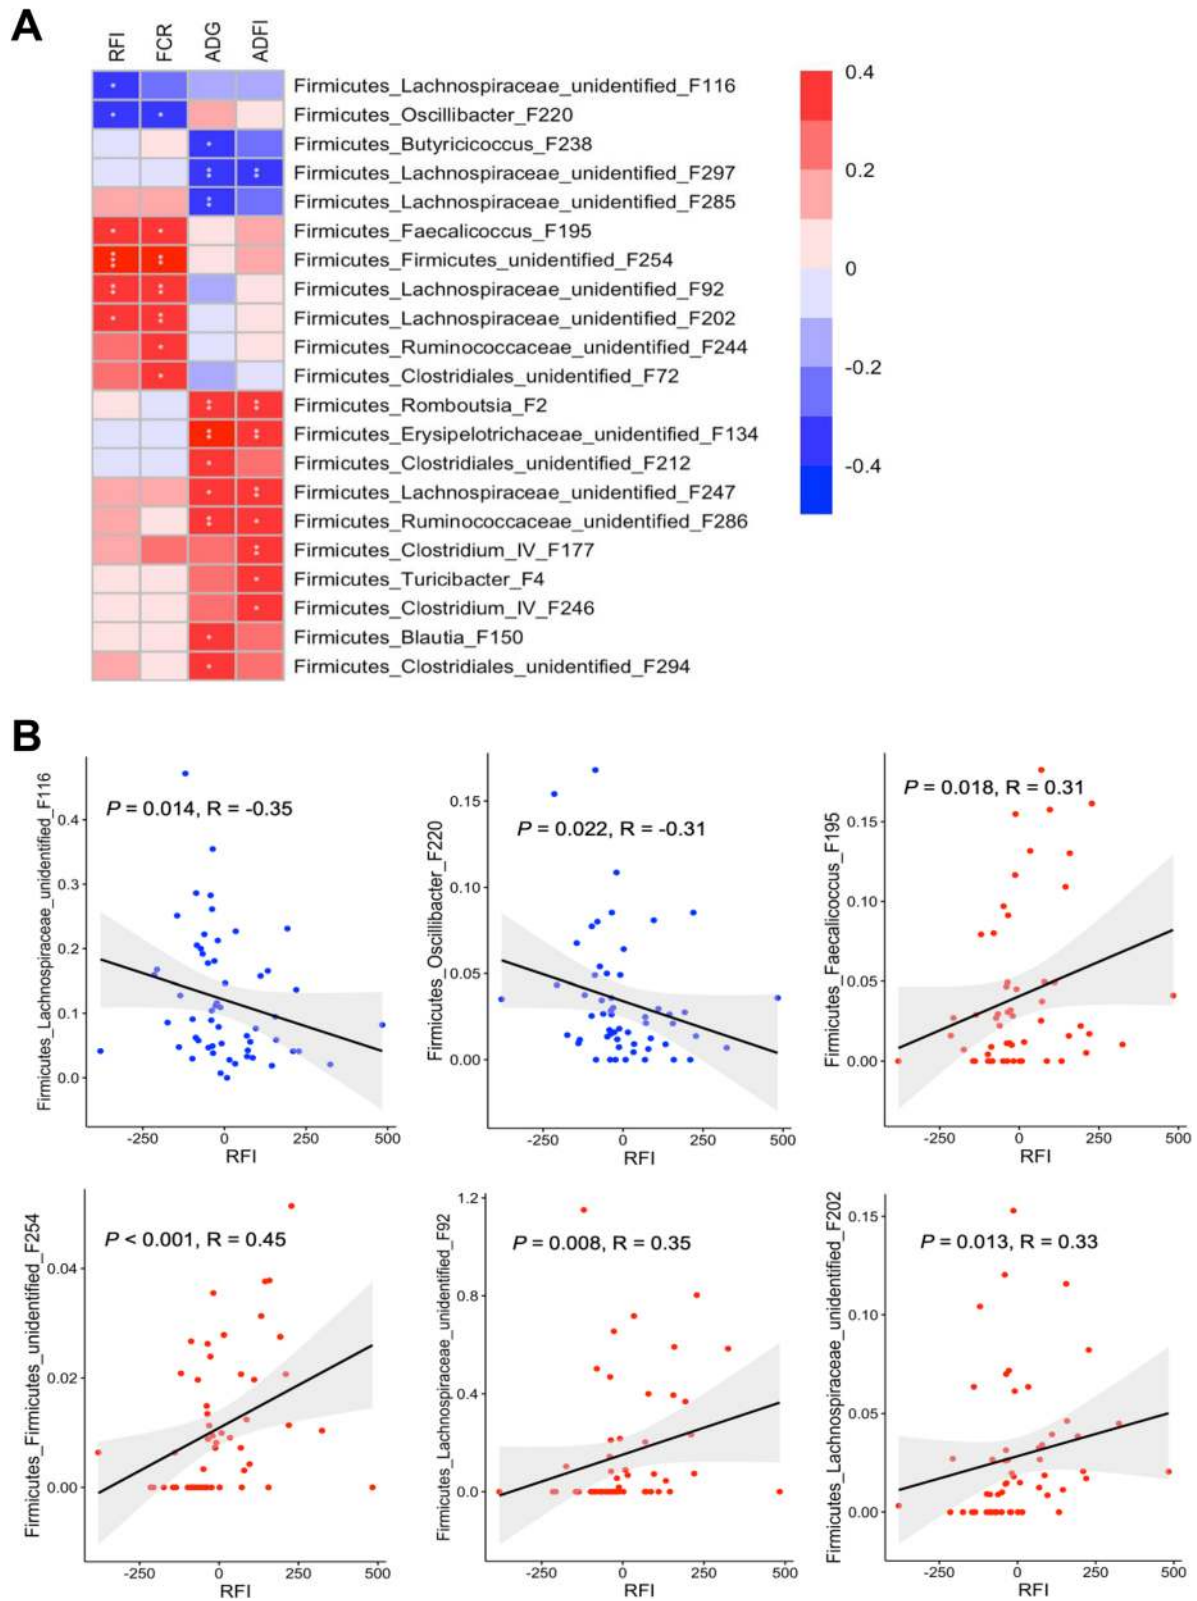 A
RFI FCR ADG ADFI
Firmicutes_Lachnospiraceae_unidentified_F116
Firmicutes_Oscillibacter_F220
Firmicutes_Butyricicoccus_F238
Firmicutes_Lachnospiraceae_unidentified_F297
Firmicutes_Lachnospiraceae_unidentified_F285
Firmicutes_Faecalicoccus_F195
Firmicutes_Firmicutes_unidentified_F254
Firmicutes_Lachnospiraceae_unidentified_F92
Firmicutes_Lachnospiraceae_unidentified_F202
Firmicutes_Ruminococcaceae_unidentified_F244
Firmicutes_Clostridiales_unidentified_F72
Firmicutes_Romboutsia_F2
Firmicutes_Erysipelotrichaceae_unidentified_F134
Firmicutes_Clostridiales_unidentified_F212
Firmicutes_Lachnospiraceae_unidentified_F247
Firmicutes_Ruminococcaceae_unidentified_F286
Firmicutes_Clostridium_IV_F177
Firmicutes_Turicibacter_F4
Firmicutes_Clostridium_IV_F246
Firmicutes_Blautia_F150
Firmicutes_Clostridiales_unidentified_F294
0.4
0.2
0
-0.2
-0.4
B
Firmicutes_Lachnospiraceae_unidentified_F116
P = 0.014, R = -0.35
0.4
0.3
0.2
0.1
0.0
-250 0 250 500
RFI
Firmicutes_Oscillibacter_F220
P = 0.022, R = -0.31
0.15
0.10
0.05
0.00
-250 0 250 500
RFI
Firmicutes_Faecalicoccus_F195
P = 0.018, R = 0.31
0.15
0.10
0.05
0.00
-250 0 250 500
RFI
Firmicutes_Firmicutes_unidentified_F254
P < 0.001, R = 0.45
0.04
0.02
0.00
-250 0 250 500
RFI
Firmicutes_Lachnospiraceae_unidentified_F92
P = 0.008, R = 0.35
1.2
0.8
0.4
0.0
-250 0 250 500
RFI
Firmicutes_Lachnospiraceae_unidentified_F202
P = 0.013, R = 0.33
0.15
0.10
0.05
0.00
-250 0 250 500
RFI